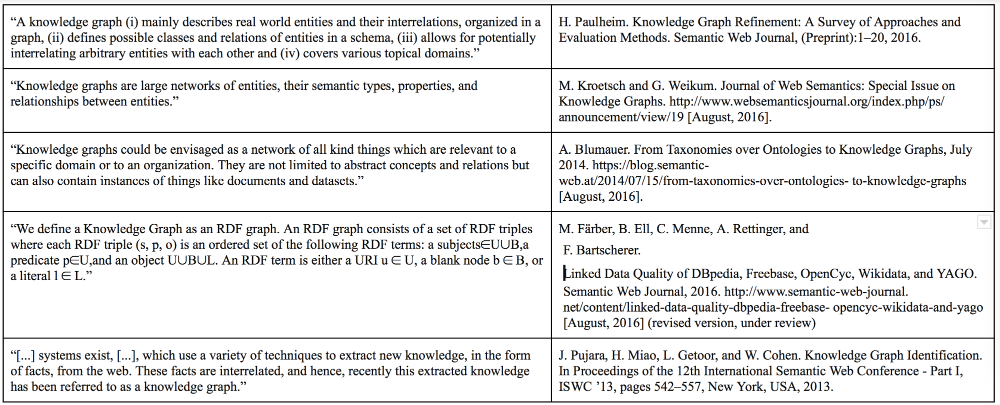 “A knowledge graph (i) mainly describes real world entities and their interrelations, organized in a
graph, (ii) defines possible classes and relations of entities in a schema, (iii) allows for potentially
interrelating arbitrary entities with each other and (iv) covers various topical domains.”
H. Paulheim. Knowledge Graph Refinement: A Survey of Approaches and
Evaluation Methods. Semantic Web Journal, (Preprint):1–20, 2016.
“Knowledge graphs are large networks of entities, their semantic types, properties, and
relationships between entities.”
M. Kroetsch and G. Weikum. Journal of Web Semantics: Special Issue on
Knowledge Graphs. http://www.websemanticsjournal.org/index.php/ps/
announcement/view/19 [August, 2016].
“Knowledge graphs could be envisaged as a network of all kind things which are relevant to a
specific domain or to an organization. They are not limited to abstract concepts and relations but
can also contain instances of things like documents and datasets.”
A. Blumauer. From Taxonomies over Ontologies to Knowledge Graphs, July
2014. https://blog.semantic-
web.at/2014/07/15/from-taxonomies-over-ontologies- to-knowledge-graphs
[August, 2016].
“We define a Knowledge Graph as an RDF graph. An RDF graph consists of a set of RDF triples
where each RDF triple (s, p, o) is an ordered set of the following RDF terms: a subjects∈U∪B,a
predicate p∈U,and an object U∪B∪L. An RDF term is either a URI u ∈ U, a blank node b ∈ B, or
a literal l ∈ L.”
M. Färber, B. Ell, C. Menne, A. Rettinger, and
F. Bartscherer.
Linked Data Quality of DBpedia, Freebase, OpenCyc, Wikidata, and YAGO.
Semantic Web Journal, 2016. http://www.semantic-web-journal.
net/content/linked-data-quality-dbpedia-freebase- opencyc-wikidata-and-yago
[August, 2016] (revised version, under review)
“[...] systems exist, [...], which use a variety of techniques to extract new knowledge, in the form
of facts, from the web. These facts are interrelated, and hence, recently this extracted knowledge
has been referred to as a knowledge graph.”
J. Pujara, H. Miao, L. Getoor, and W. Cohen. Knowledge Graph Identification.
In Proceedings of the 12th International Semantic Web Conference - Part I,
ISWC ’13, pages 542–557, New York, USA, 2013.